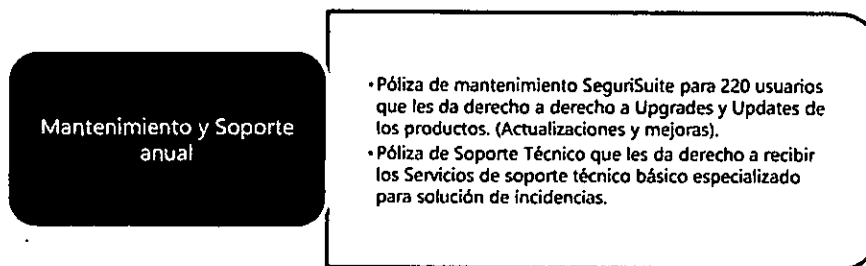 Mantenimiento y Soporte
anual
•Póliza de mantenimiento SeguriSuite para 220 usuarios
que les da derecho a derecho a Upgrades y Updates de
los productos. (Actualizaciones y mejoras).
•Póliza de Soporte Técnico que les da derecho a recibir
los Servicios de soporte técnico básico especializado
para solución de incidencias.